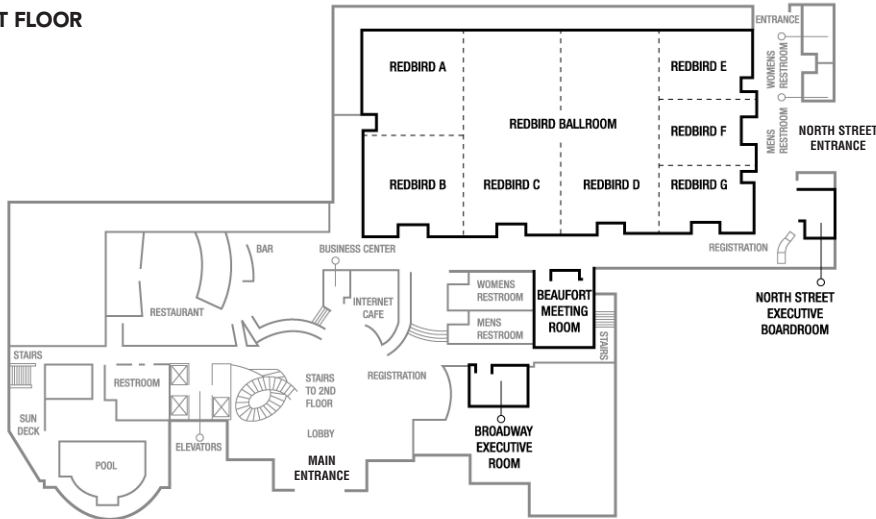 T FLOOR
ENTRANCE
REDBIRD A
REDBIRD E
WOMENS
RESTROOM
REDBIRD BALLROOM
REDBIRD F
MENS
RESTROOM
NORTH STREET
ENTRANCE
REDBIRD B
REDBIRD C
REDBIRD D
REDBIRD G
BAR
BUSINESS CENTER
REGISTRATION
RESTAURANT
INTERNET
CAFE
WOMENS
RESTROOM
MENS
RESTROOM
BEAUFORT
MEETING
ROOM
STAIRS
NORTH STREET
EXECUTIVE
BOARDROOM
STAIRS
RESTROOM
STAIRS
TO 2ND
FLOOR
REGISTRATION
SUN
DECK
ELEVATORS
LOBBY
BROADWAY
EXECUTIVE
ROOM
POOL
MAIN
ENTRANCE